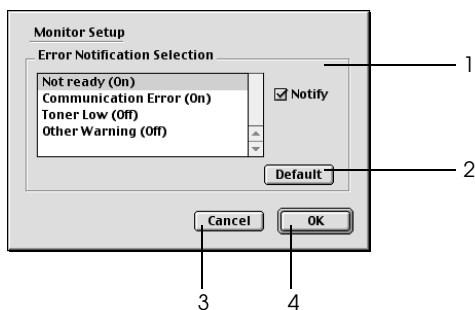 Monitor Setup
Error Notification Selection
1
Not ready (On)
Communication Error (On)
Notify
Toner Low (Off)
Other Warning (Off)
Default
2
Cancel
OK
3
4